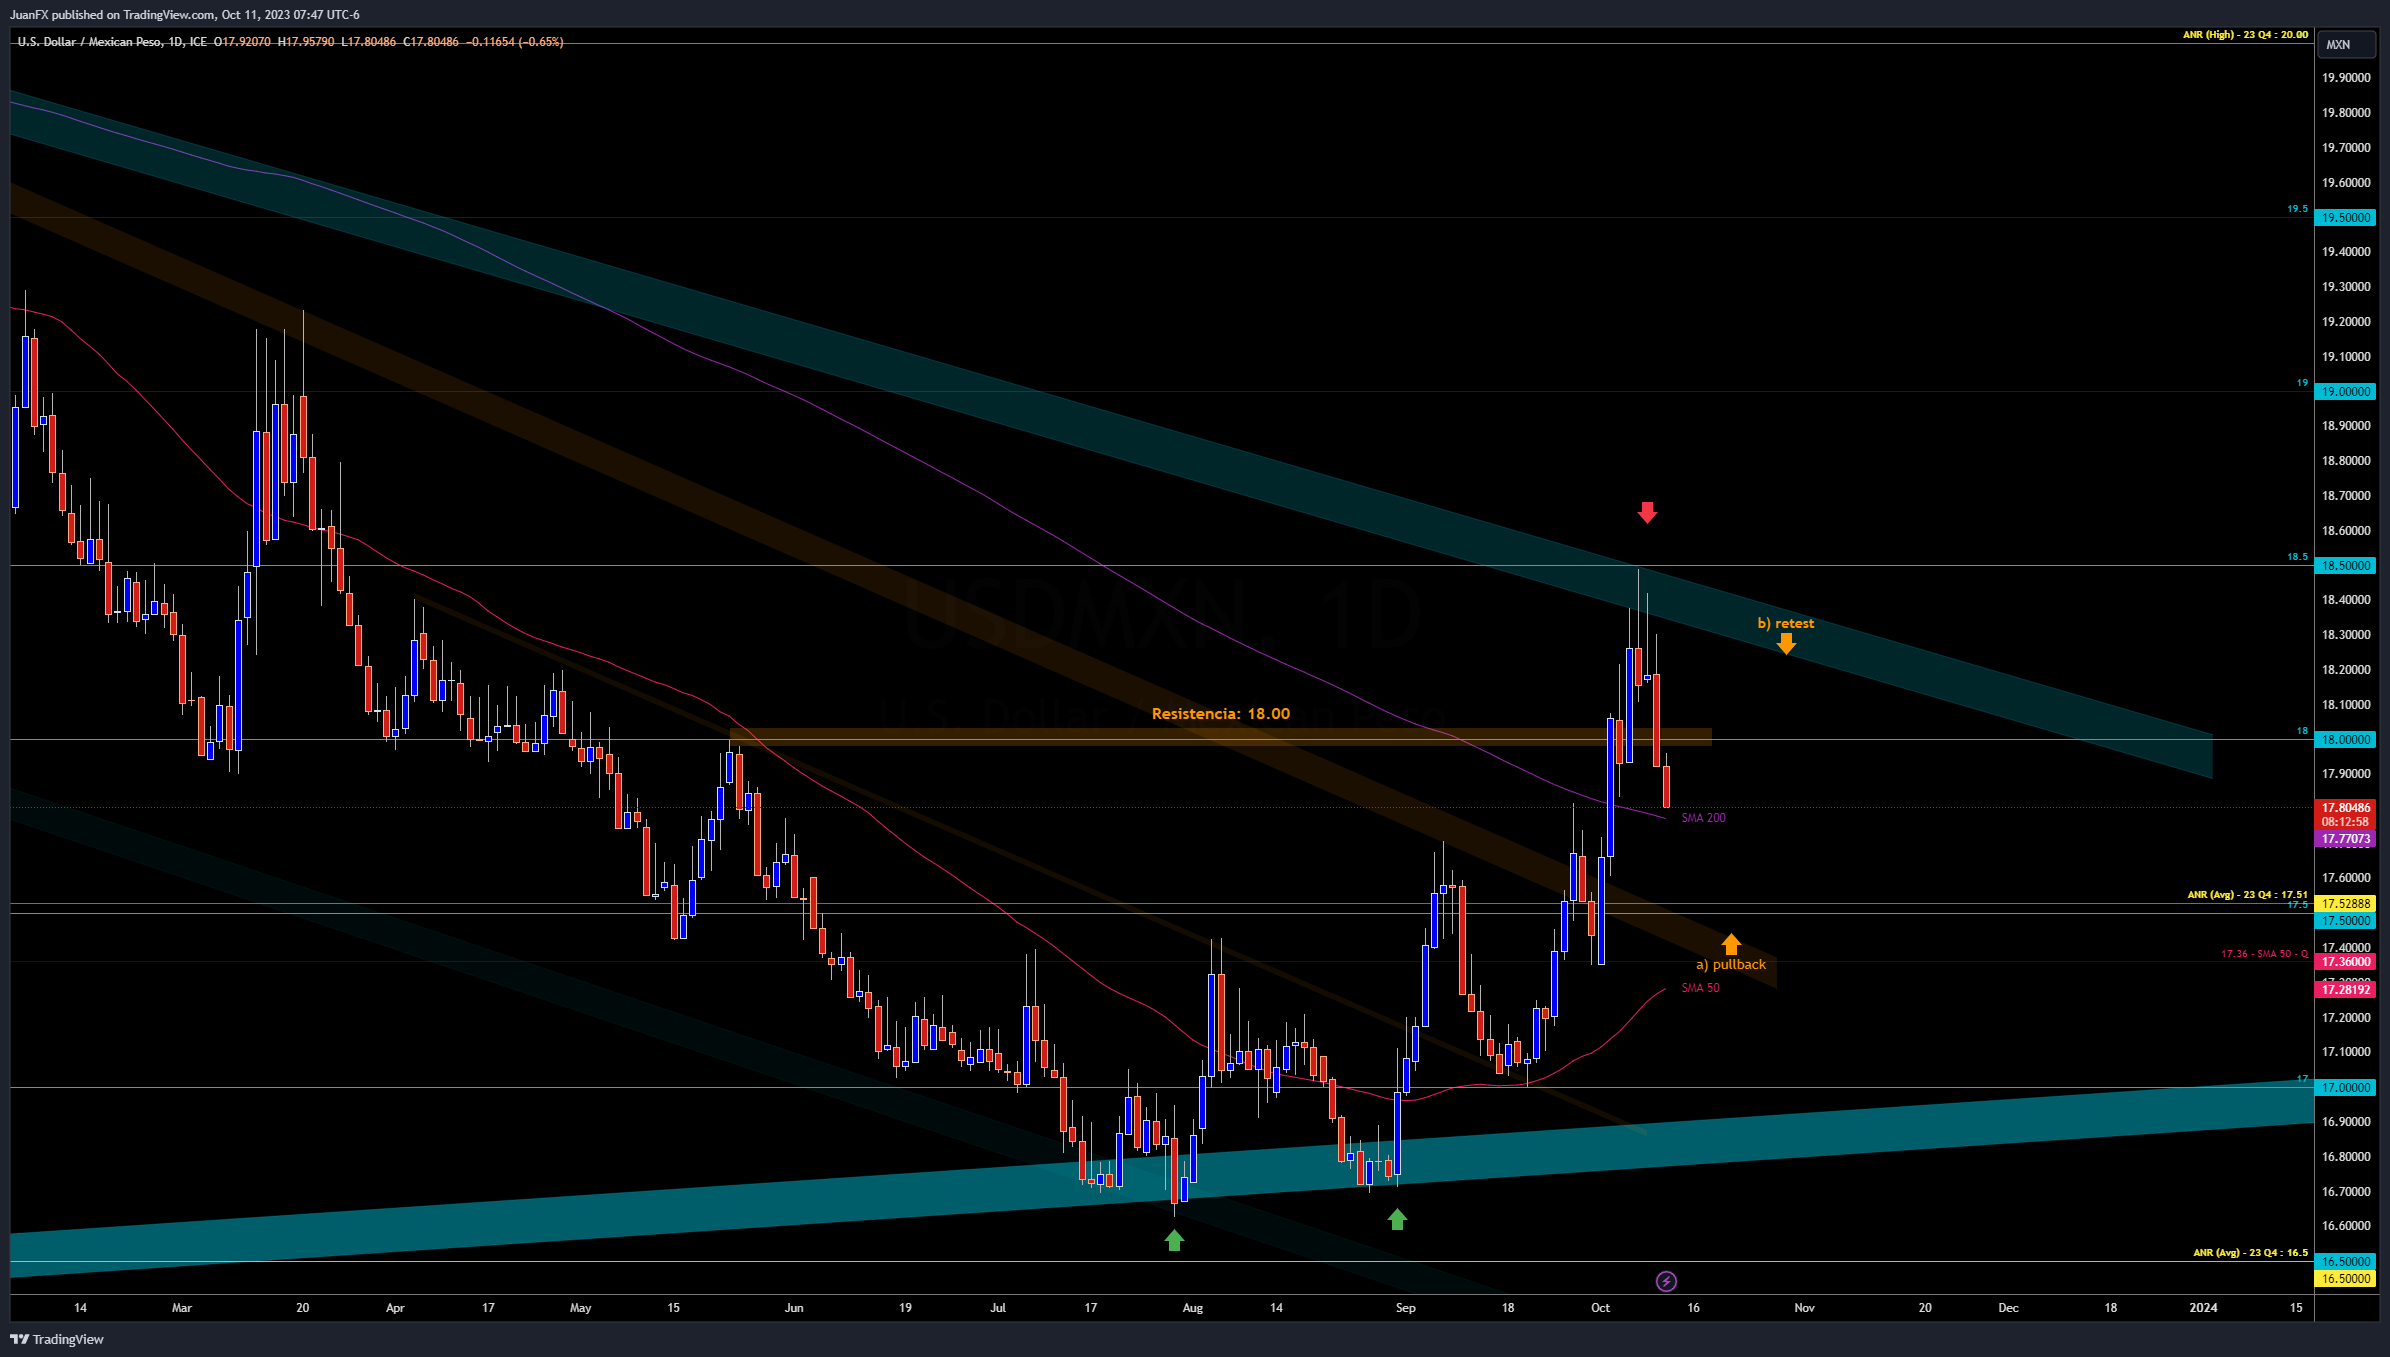 JuanFX published on TradingView.com, Oct 11, 2023 07:47 UTC-6
U.S. Dollar / Mexican Peso, 1D, ICE O17.92070 H17.95790 L17.80486 C17.80486 −0.11654 (−0.65%)
ANR (High) - 23 Q4 : 20.00
MXN
19.90000
19.80000
19.70000
19.60000
19.5
19.50000
19.40000
19.30000
19.20000
19.10000
19
19.00000
18.90000
18.80000
18.70000
18.60000
18.5
18.50000
18.40000
USDMXN, 1D
b) retest
18.30000
18.20000
18.10000
Resistencia: 18.00
U.S. Dollar / Mexican Peso
18
18.00000
17.90000
17.80486
08:12:58
SMA 200
17.77073
17.60000
ANR (Avg) - 23 Q4 : 17.51
17.52888
17.5
17.50000
17.40000
17.36 - SMA 50 - Q
17.36000
a) pullback
SMA 50
17.28192
17.20000
17.10000
17
17.00000
16.90000
16.80000
16.70000
16.60000
ANR (Avg) - 23 Q4 : 16.5
16.50000
16.50000
14 Mar 20 Apr 17 May 15 Jun 19 Jul 17 Aug 14 Sep 18 Oct 16 Nov 20 Dec 18 2024 15
TradingView